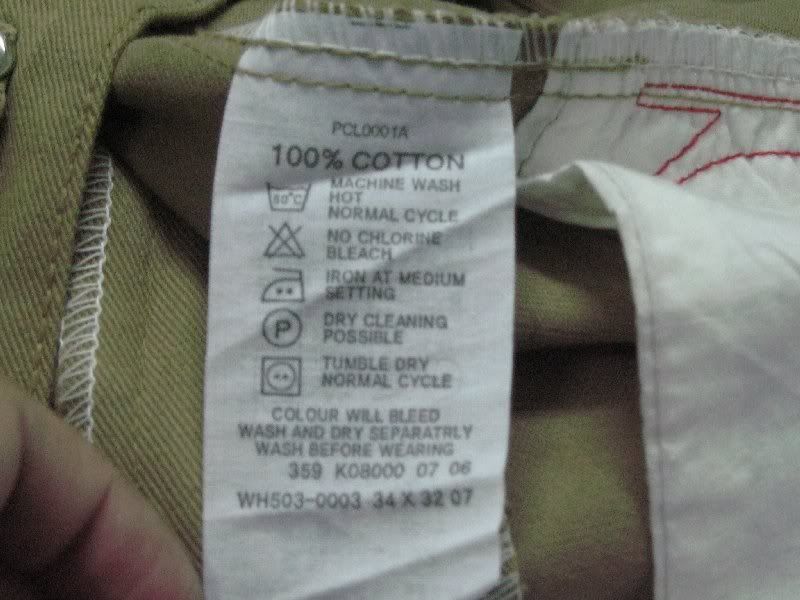 PCL0001A
100% COTTON
60°C
MACHINE WASH
HOT
NORMAL CYCLE
NO CHLORINE
BLEACH
IRON AT MEDIUM
SETTING
P
DRY CLEANING
POSSIBLE
TUMBLE DRY
NORMAL CYCLE
COLOUR WILL BLEED
WASH AND DRY SEPARATRLY
WASH BEFORE WEARING
359 K08000 07 06
WH503-0003 34 X 32 07